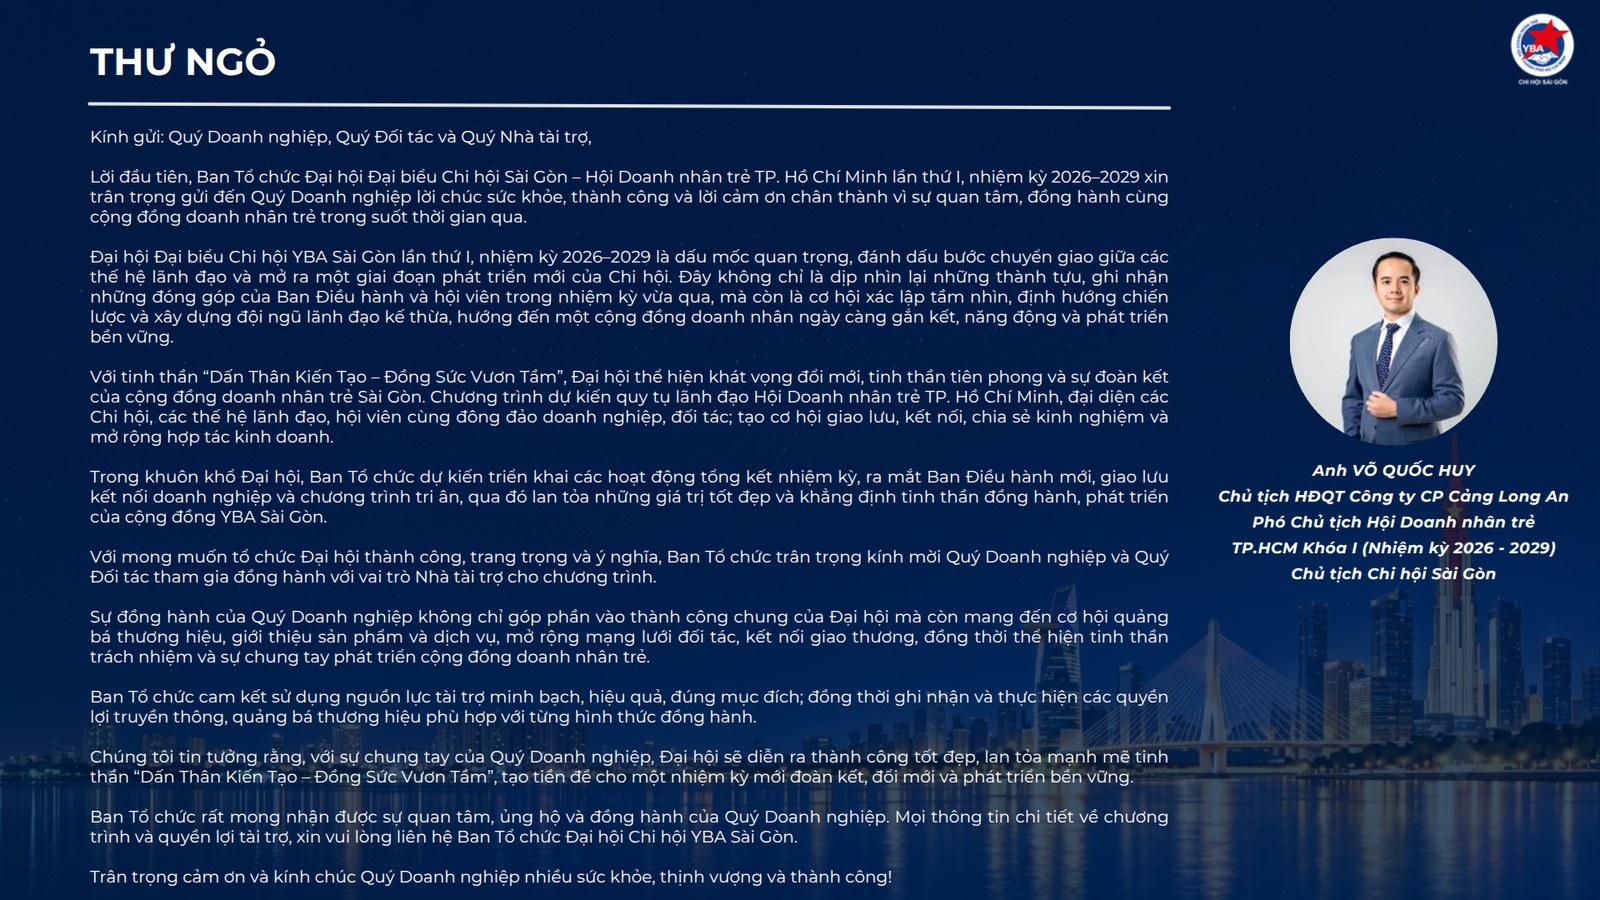 THƯ NGỎ
Kính gửi: Quý Doanh nghiệp, Quý Đối tác và Quý Nhà tài trợ,
Lời đầu tiên, Ban Tổ chức Đại hội Đại biểu Chi hội Sài Gòn – Hội Doanh nhân trẻ TP. Hồ Chí Minh lần thứ I, nhiệm kỳ 2026–2029 xin
trân trọng gửi đến Quý Doanh nghiệp lời chúc sức khỏe, thành công và lời cảm ơn chân thành vì sự quan tâm, đồng hành cùng
cộng đồng doanh nhân trẻ trong suốt thời gian qua.
Đại hội Đại biểu Chi hội YBA Sài Gòn lần thứ I, nhiệm kỳ 2026–2029 là dấu mốc quan trọng, đánh dấu bước chuyển giao giữa các
thế hệ lãnh đạo và mở ra một giai đoạn phát triển mới của Chi hội. Đây không chỉ là dịp nhìn lại những thành tựu, ghi nhận
những đóng góp của Ban Điều hành và hội viên trong nhiệm kỳ vừa qua, mà còn là cơ hội xác lập tầm nhìn, định hướng chiến
lược và xây dựng đội ngũ lãnh đạo kế thừa, hướng đến một cộng đồng doanh nhân ngày càng gắn kết, năng động và phát triển
bền vững.
Với tinh thần “Dấn Thân Kiến Tạo – Đồng Sức Vươn Tầm”, Đại hội thể hiện khát vọng đổi mới, tinh thần tiên phong và sự đoàn kết
của cộng đồng doanh nhân trẻ Sài Gòn. Chương trình dự kiến quy tụ lãnh đạo Hội Doanh nhân trẻ TP. Hồ Chí Minh, đại diện các
Chi hội, các thế hệ lãnh đạo, hội viên cùng đông đảo doanh nghiệp, đối tác; tạo cơ hội giao lưu, kết nối, chia sẻ kinh nghiệm và
mở rộng hợp tác kinh doanh.
Trong khuôn khổ Đại hội, Ban Tổ chức dự kiến triển khai các hoạt động tổng kết nhiệm kỳ, ra mắt Ban Điều hành mới, giao lưu
kết nối doanh nghiệp và chương trình tri ân, qua đó lan tỏa những giá trị tốt đẹp và khẳng định tinh thần đồng hành, phát triển
của cộng đồng YBA Sài Gòn.
Với mong muốn tổ chức Đại hội thành công, trang trọng và ý nghĩa, Ban Tổ chức trân trọng kính mời Quý Doanh nghiệp và Quý
Đối tác tham gia đồng hành với vai trò Nhà tài trợ cho chương trình.
Sự đồng hành của Quý Doanh nghiệp không chỉ góp phần vào thành công chung của Đại hội mà còn mang đến cơ hội quảng
bá thương hiệu, giới thiệu sản phẩm và dịch vụ, mở rộng mạng lưới đối tác, kết nối giao thương, đồng thời thể hiện tinh thần
trách nhiệm và sự chung tay phát triển cộng đồng doanh nhân trẻ.
Ban Tổ chức cam kết sử dụng nguồn lực tài trợ minh bạch, hiệu quả, đúng mục đích; đồng thời ghi nhận và thực hiện các quyền
lợi truyền thông, quảng bá thương hiệu phù hợp với từng hình thức đồng hành.
Chúng tôi tin tưởng rằng, với sự chung tay của Quý Doanh nghiệp, Đại hội sẽ diễn ra thành công tốt đẹp, lan tỏa mạnh mẽ tinh
thần “Dấn Thân Kiến Tạo – Đồng Sức Vươn Tầm”, tạo tiền đề cho một nhiệm kỳ mới đoàn kết, đổi mới và phát triển bền vững.
Ban Tổ chức rất mong nhận được sự quan tâm, ủng hộ và đồng hành của Quý Doanh nghiệp. Mọi thông tin chi tiết về chương
trình và quyền lợi tài trợ, xin vui lòng liên hệ Ban Tổ chức Đại hội Chi hội YBA Sài Gòn.
Trân trọng cảm ơn và kính chúc Quý Doanh nghiệp nhiều sức khỏe, thịnh vượng và thành công!
YBA
CHI HỘI SÀI GÒN
Anh VÕ QUỐC HUY
Chủ tịch HĐQT Công ty CP Cảng Long An
Phó Chủ tịch Hội Doanh nhân trẻ
TP.HCM Khóa I (Nhiệm kỳ 2026 - 2029)
Chủ tịch Chi hội Sài Gòn